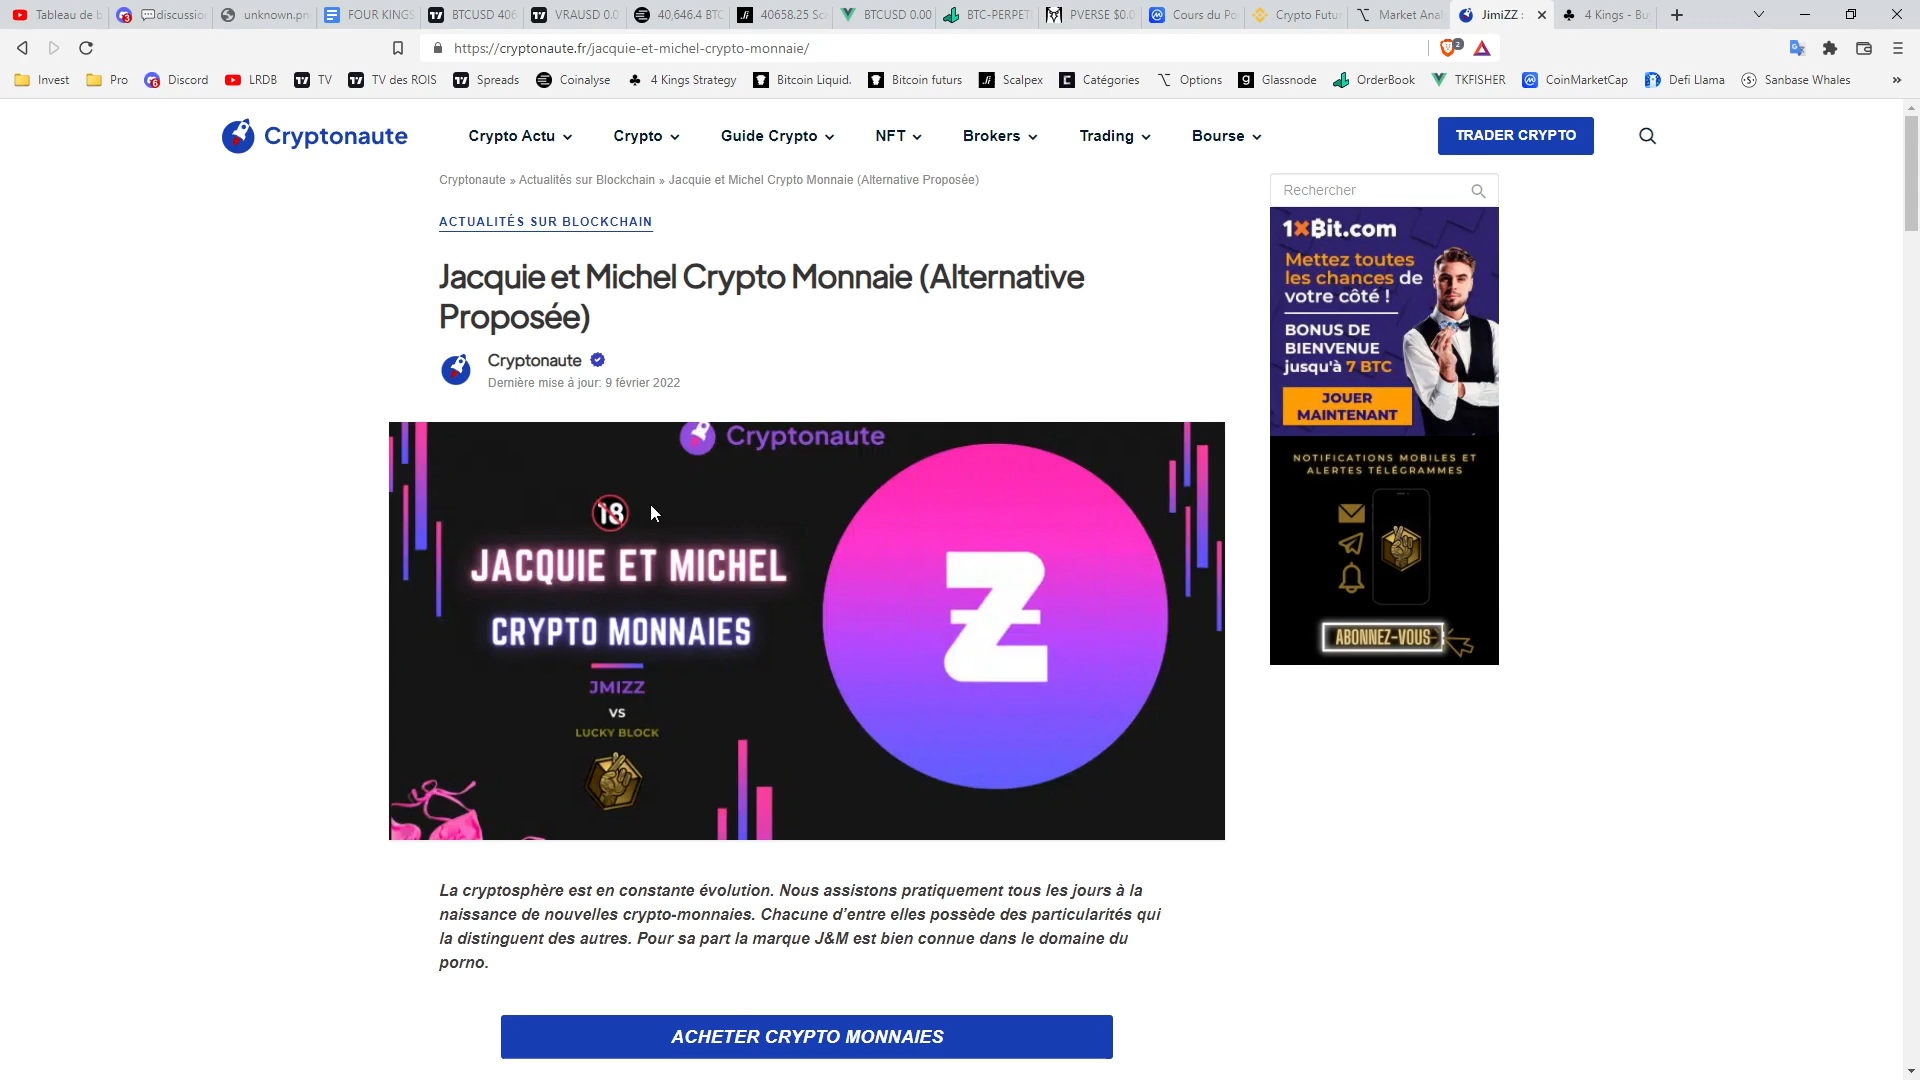 Tableau de b
discussion
unknown.pn
FOUR KINGS
BTCUSD 406
VRAUSD 0.0
40,646.4 BTC
40658.25 Sca
BTCUSD 0.00
BTC-PERPET
PVERSE $0.0
Cours du Po
Crypto Futu
Market Anal
JimiZZ :
4 Kings - Bu
https://cryptonaute.fr/jacquie-et-michel-crypto-monnaie/
Invest
Pro
Discord
LRDB
TV
TV des ROIS
Spreads
Coinalyse
4 Kings Strategy
Bitcoin Liquid.
Bitcoin futurs
Scalpex
Catégories
Options
Glassnode
OrderBook
TKFISHER
CoinMarketCap
Defi Llama
Sanbase Whales
»
Cryptonaute
Crypto Actu
Crypto
Guide Crypto
NFT
Brokers
Trading
Bourse
TRADER CRYPTO
Cryptonaute » Actualités sur Blockchain » Jacquie et Michel Crypto Monnaie (Alternative Proposée)
Rechercher
ACTUALITÉS SUR BLOCKCHAIN
Jacquie et Michel Crypto Monnaie (Alternative
Proposée)
Cryptonaute
Dernière mise à jour: 9 février 2022
Cryptonaute
18
JACQUIE ET MICHEL
CRYPTO MONNAIES
JMIZZ
VS
LUCKY BLOCK
1XBit.com
Mettez toutes
les chances de
votre côté !
BONUS DE
BIENVENUE
jusqu'à 7 BTC
JOUER
MAINTENANT
NOTIFICATIONS MOBILES ET
ALERTES TÉLÉGRAMMES
ABONNEZ-VOUS
La cryptosphère est en constante évolution. Nous assistons pratiquement tous les jours à la
naissance de nouvelles crypto-monnaies. Chacune d'entre elles possède des particularités qui
la distinguent des autres. Pour sa part la marque J&M est bien connue dans le domaine du
porno.
ACHETER CRYPTO MONNAIES